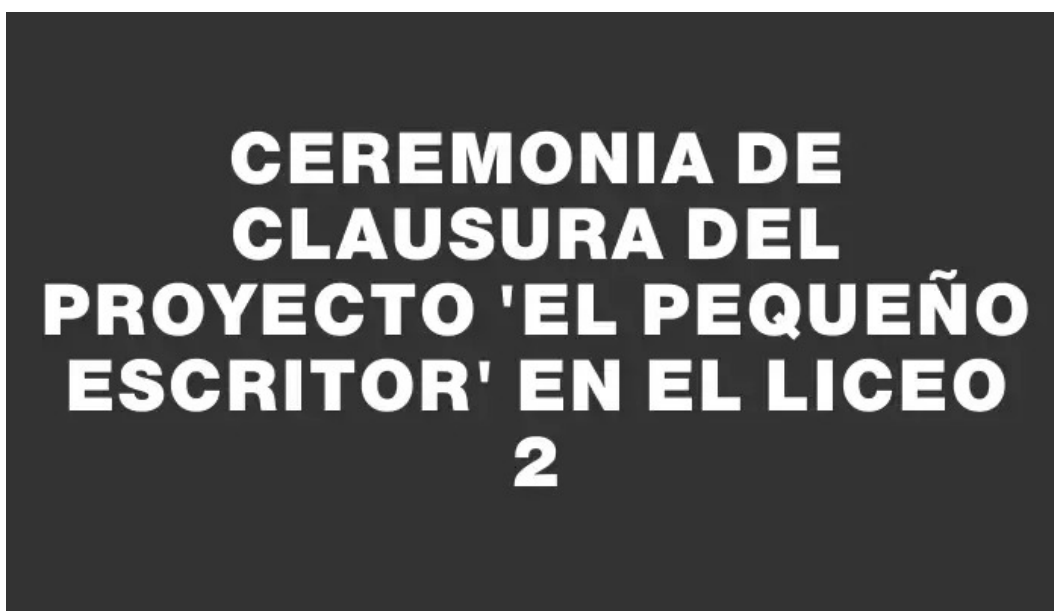 CEREMONIA DE
CLAUSURA DEL
PROYECTO 'EL PEQUEÑO
ESCRITOR' EN EL LICEO
2